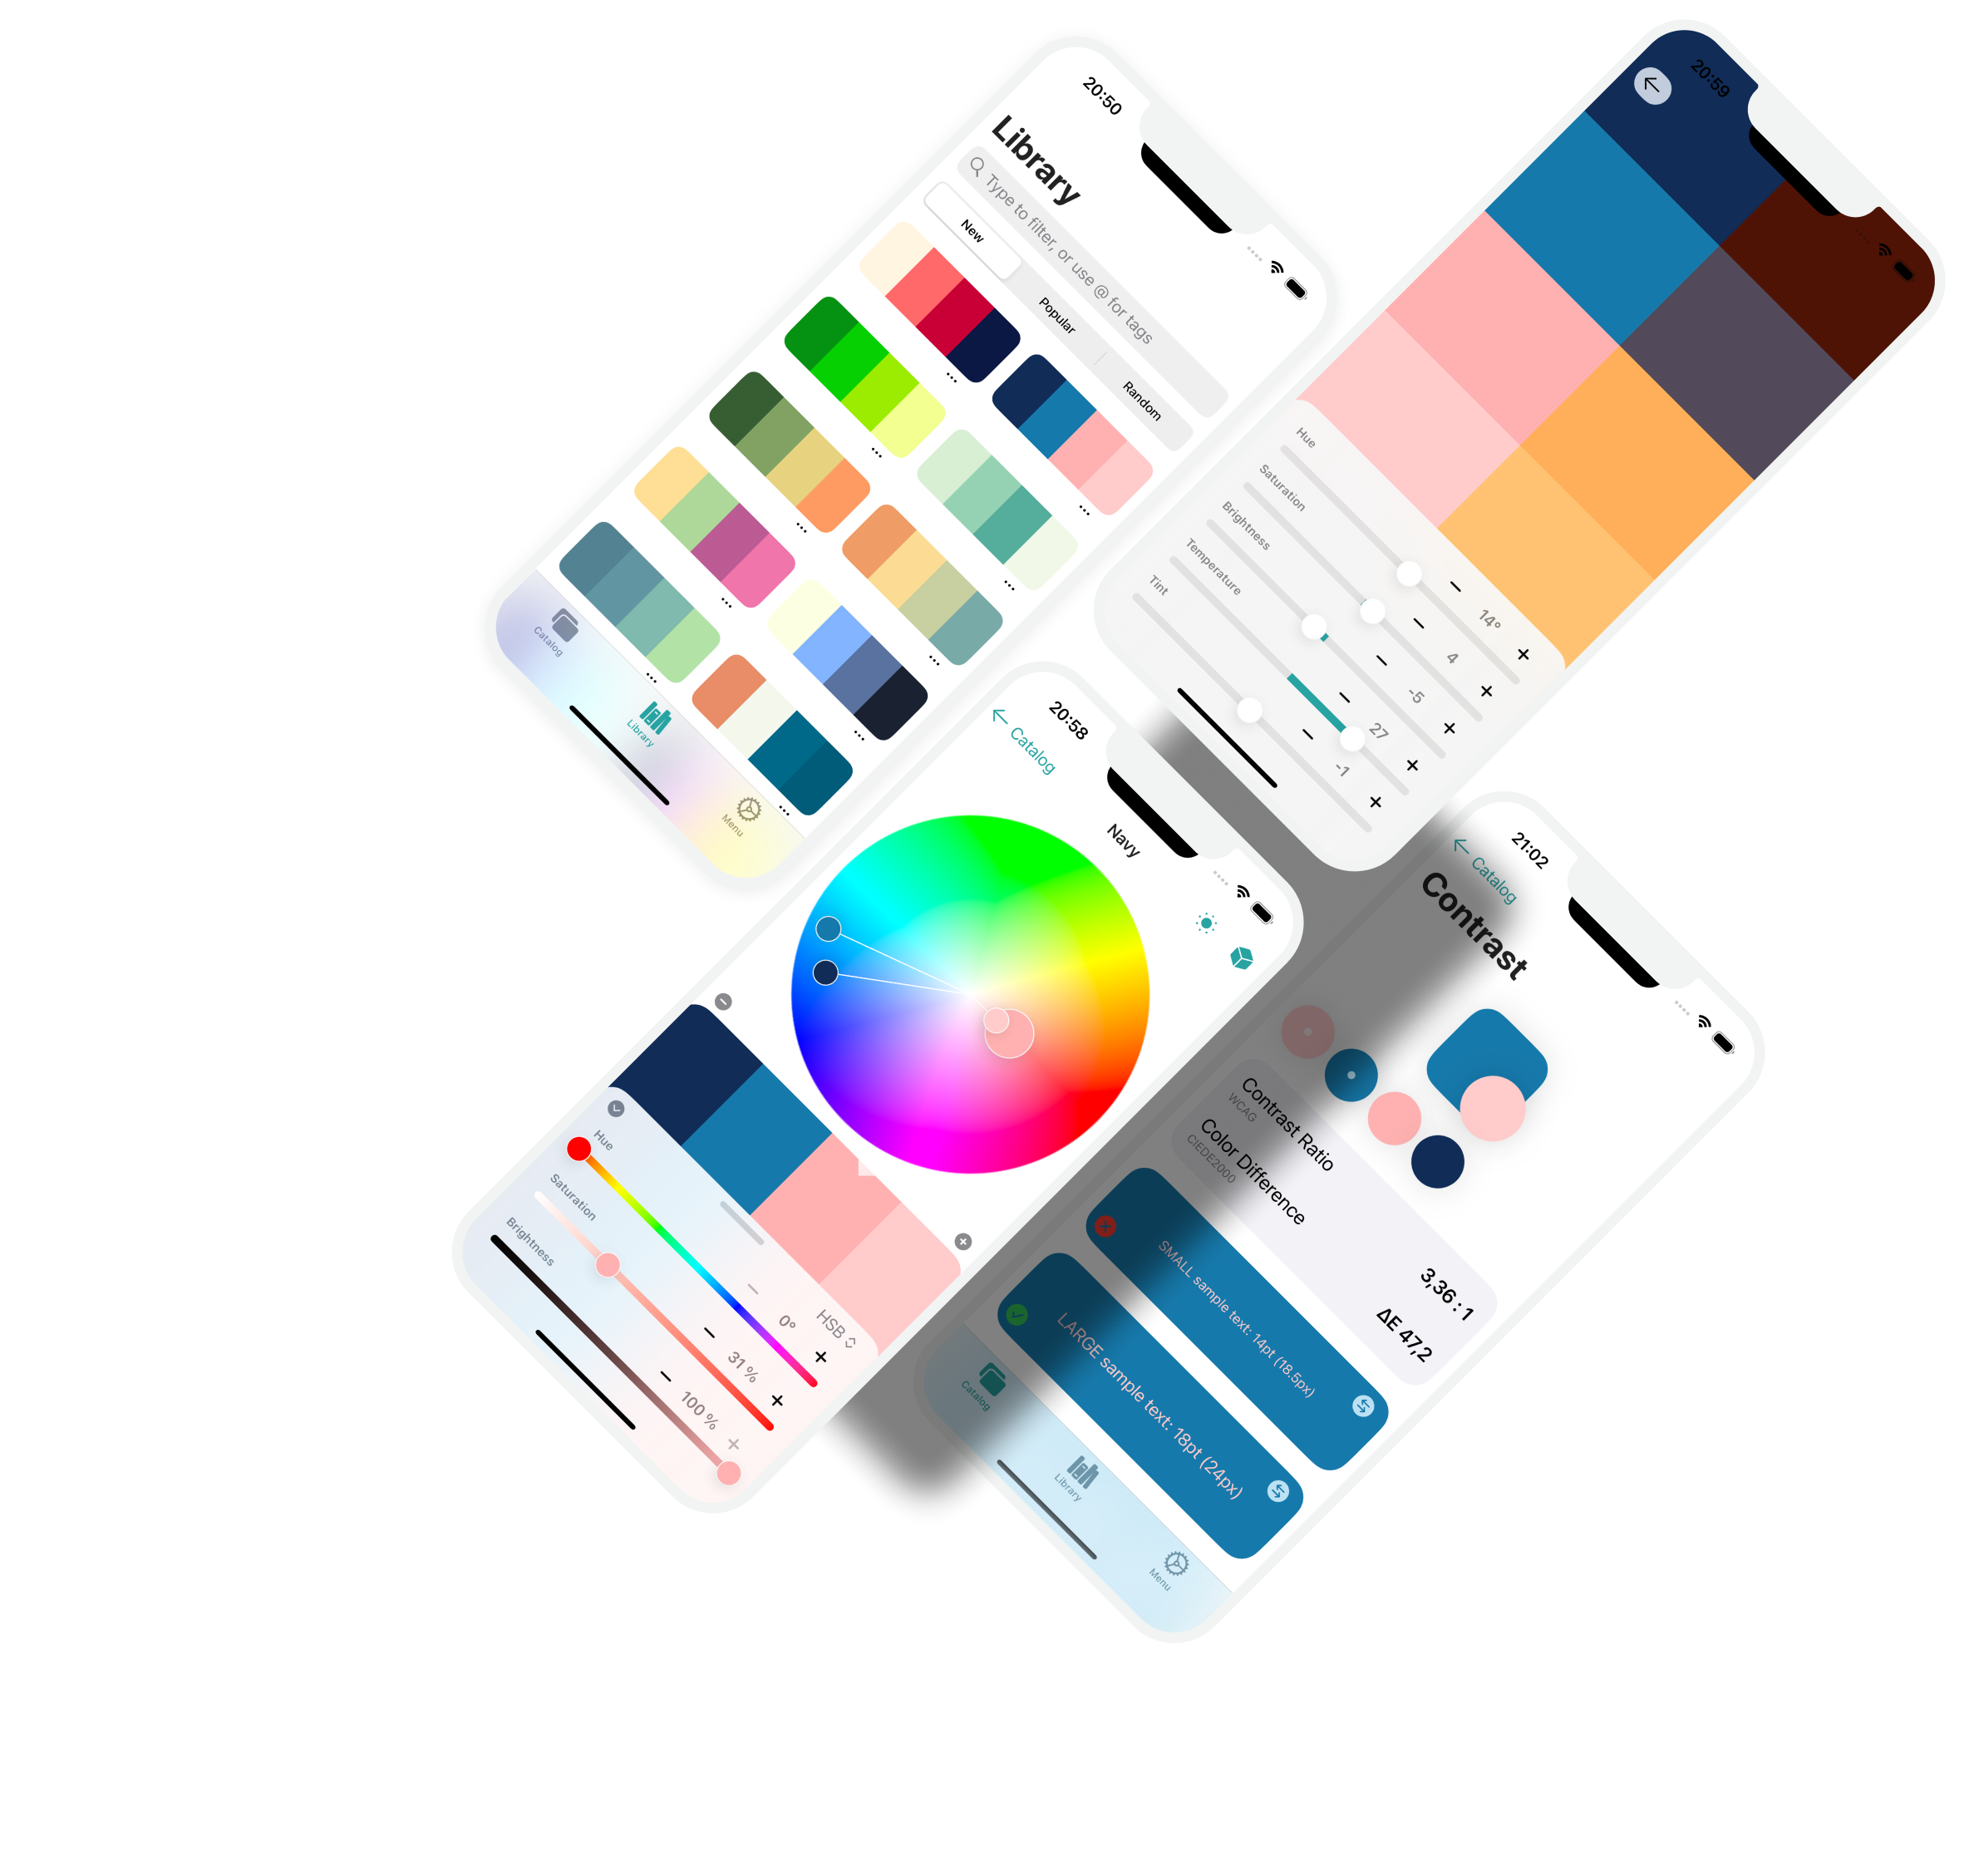 20:50
Library
Type to filter, or use @ for tags
New
Popular
Random
Catalog
Library
Menu
20:59
Hue
14°
Saturation
4
Brightness
-5
Temperature
27
Tint
-1
20:58
Catalog
Navy
HSB
Hue
0°
Saturation
31%
Brightness
100%
21:02
Catalog
Contrast
Contrast Ratio
WCAG
3,36 : 1
Color Difference
CIEDE2000
ΔE 47,2
SMALL sample text: 14pt (18.5px)
LARGE sample text: 18pt (24px)
Catalog
Library
Menu